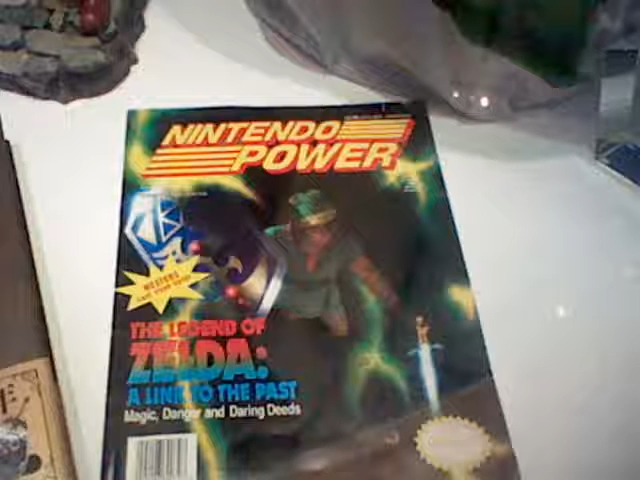 NINTENDO
POWER
THE LEGEND OF
ZELDA:
A LINK TO THE PAST
Magic, Danger and Daring Deeds